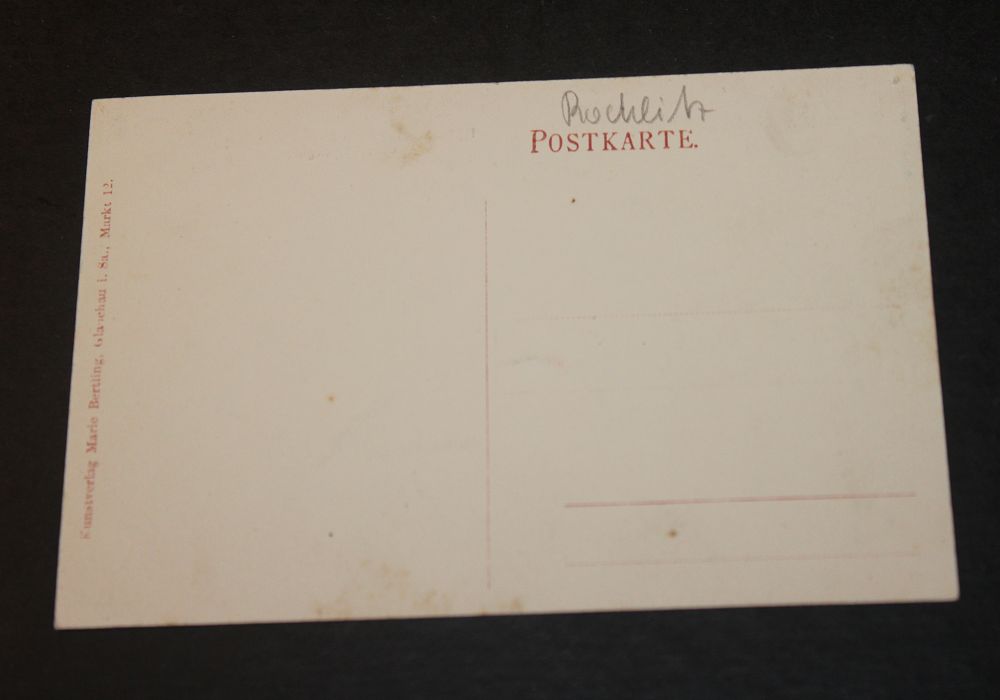 Rochlitz
POSTKARTE.
Kunstverlag Marie Bertling, Glauchau i. Sa., Markt 12.